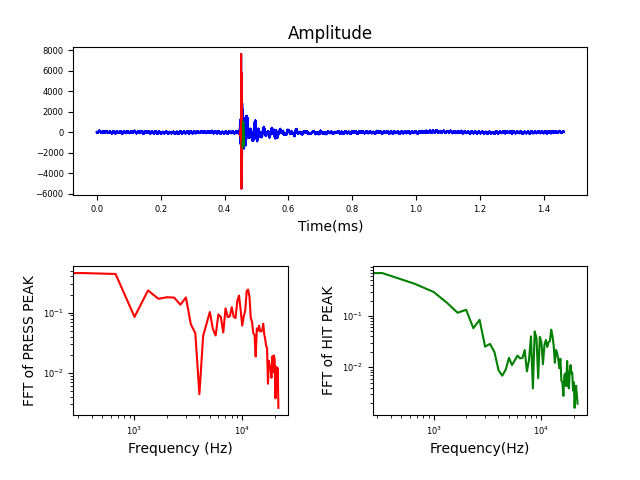 Amplitude
8000
6000
4000
2000
0
−2000
−4000
−6000
0.0 0.2 0.4 0.6 0.8 1.0 1.2 1.4
Time(ms)
FFT of PRESS PEAK
10⁻¹
10⁻²
10³ 10⁴
Frequency (Hz)
FFT of HIT PEAK
10⁻¹
10⁻²
10³ 10⁴
Frequency(Hz)